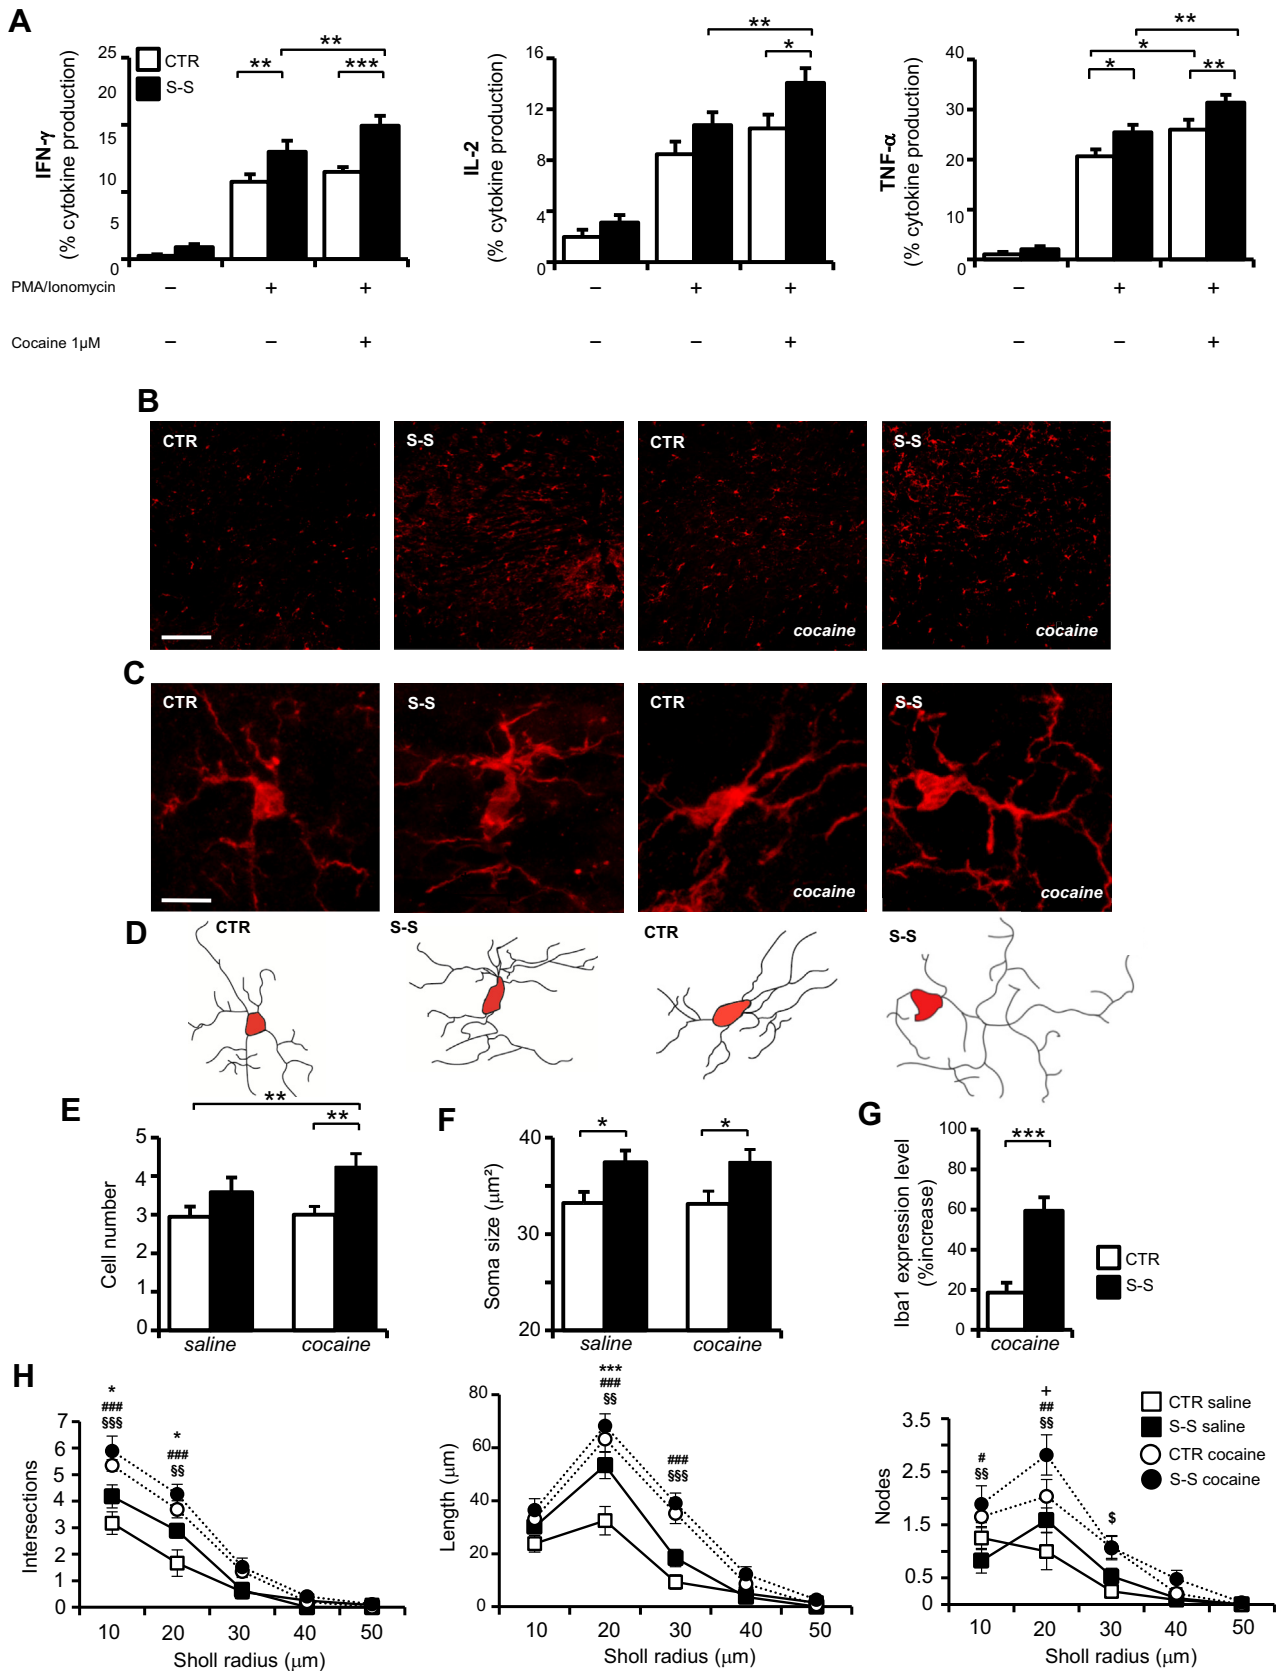 A
25
20
15
10
5
0
IFN-γ
(% cytokine production)
CTR
S-S
** *** **
16
12
8
4
0
IL-2
(% cytokine production)
** *
40
30
20
10
0
TNF-α
(% cytokine production)
* * ** **
PMA/Ionomycin − + + − + + − + +
Cocaine 1μM − − + − − + − − +
B
CTR
S-S
CTR
cocaine
S-S
cocaine
C
CTR
S-S
CTR
cocaine
S-S
cocaine
D
CTR
S-S
CTR
S-S
E
Cell number
5
4
3
2
1
0
** **
saline cocaine
F
Soma size (μm²)
40
30
20
* *
saline cocaine
G
Iba1 expression level
(%increase)
100
80
60
40
20
0
***
cocaine
CTR
S-S
H
Intersections
7
6
5
4
3
2
1
0
*
###
§§§
*
###
§§
10 20 30 40 50
Sholl radius (μm)
Length (μm)
80
60
40
20
0
***
###
§§
###
§§§
10 20 30 40 50
Sholl radius (μm)
Nodes
3.5
2.5
1.5
0.5
0
#
§§
+
##
§§
$
10 20 30 40 50
Sholl radius (μm)
CTR saline
S-S saline
CTR cocaine
S-S cocaine